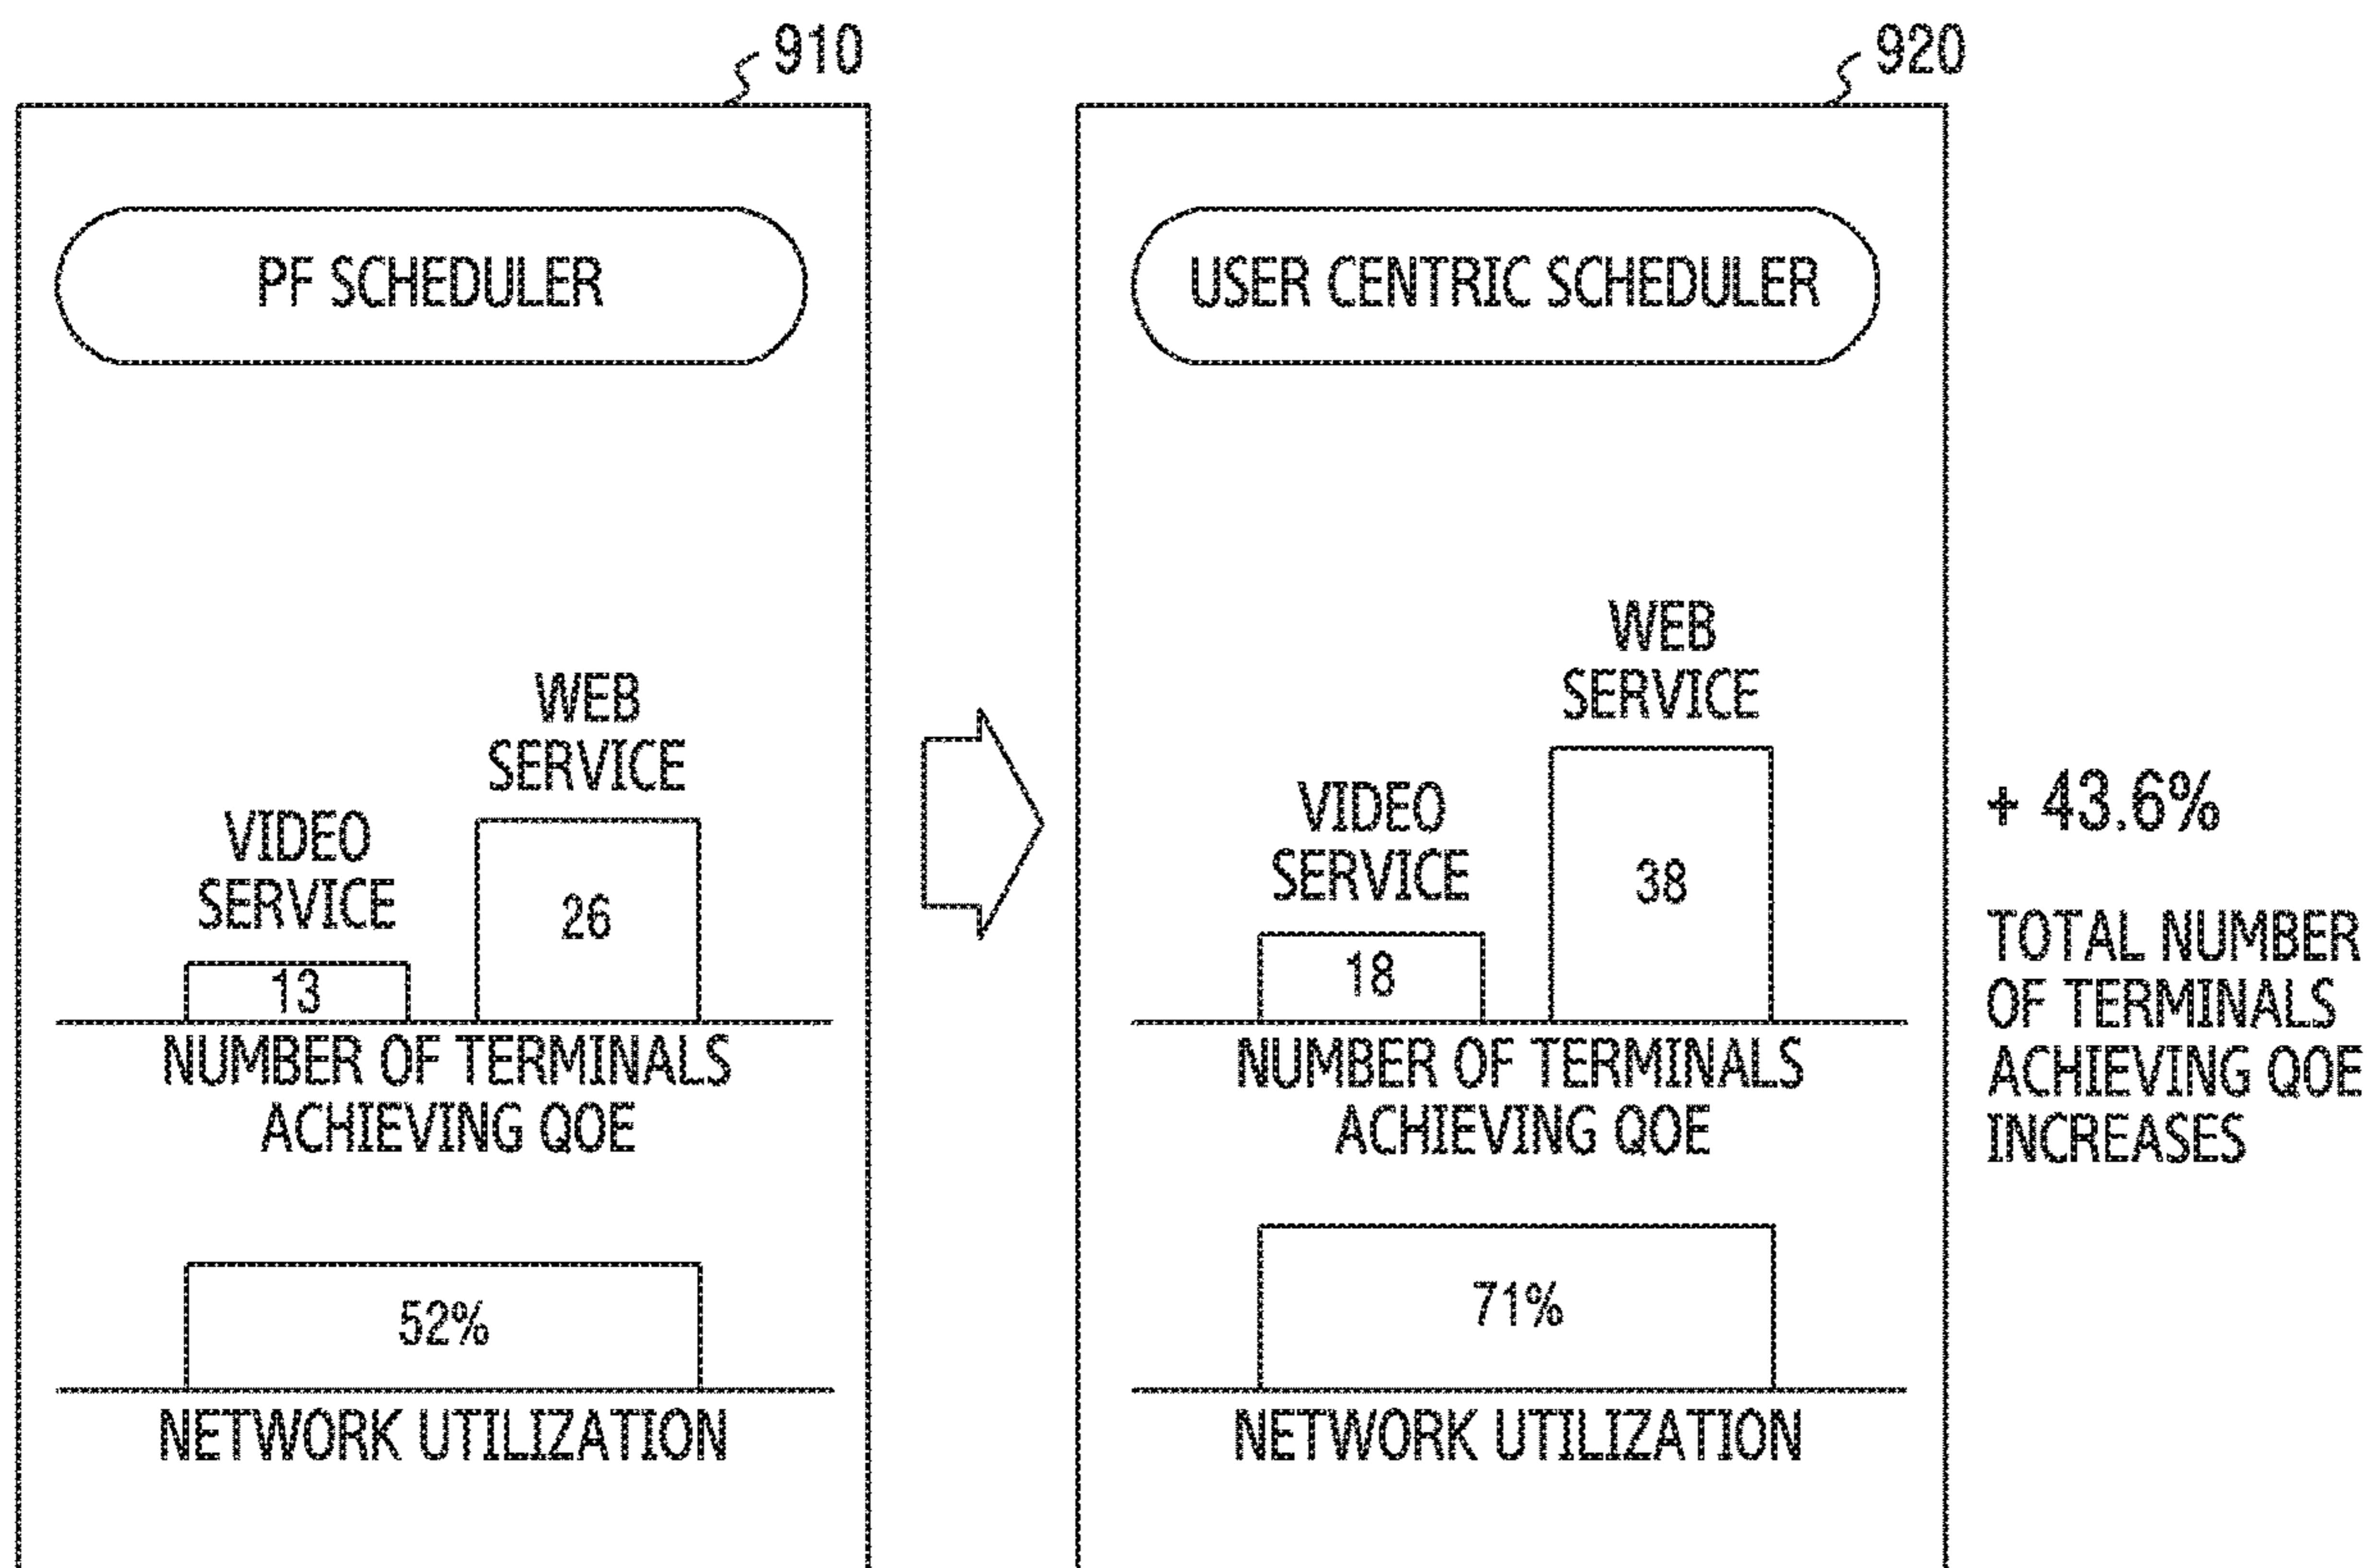 910
PF SCHEDULER
WEB
SERVICE
VIDEO
SERVICE
26
13
NUMBER OF TERMINALS
ACHIEVING QOE
52%
NETWORK UTILIZATION
920
USER CENTRIC SCHEDULER
WEB
SERVICE
VIDEO
SERVICE
38
18
NUMBER OF TERMINALS
ACHIEVING QOE
71%
NETWORK UTILIZATION
+ 43.6%
TOTAL NUMBER
OF TERMINALS
ACHIEVING QOE
INCREASES